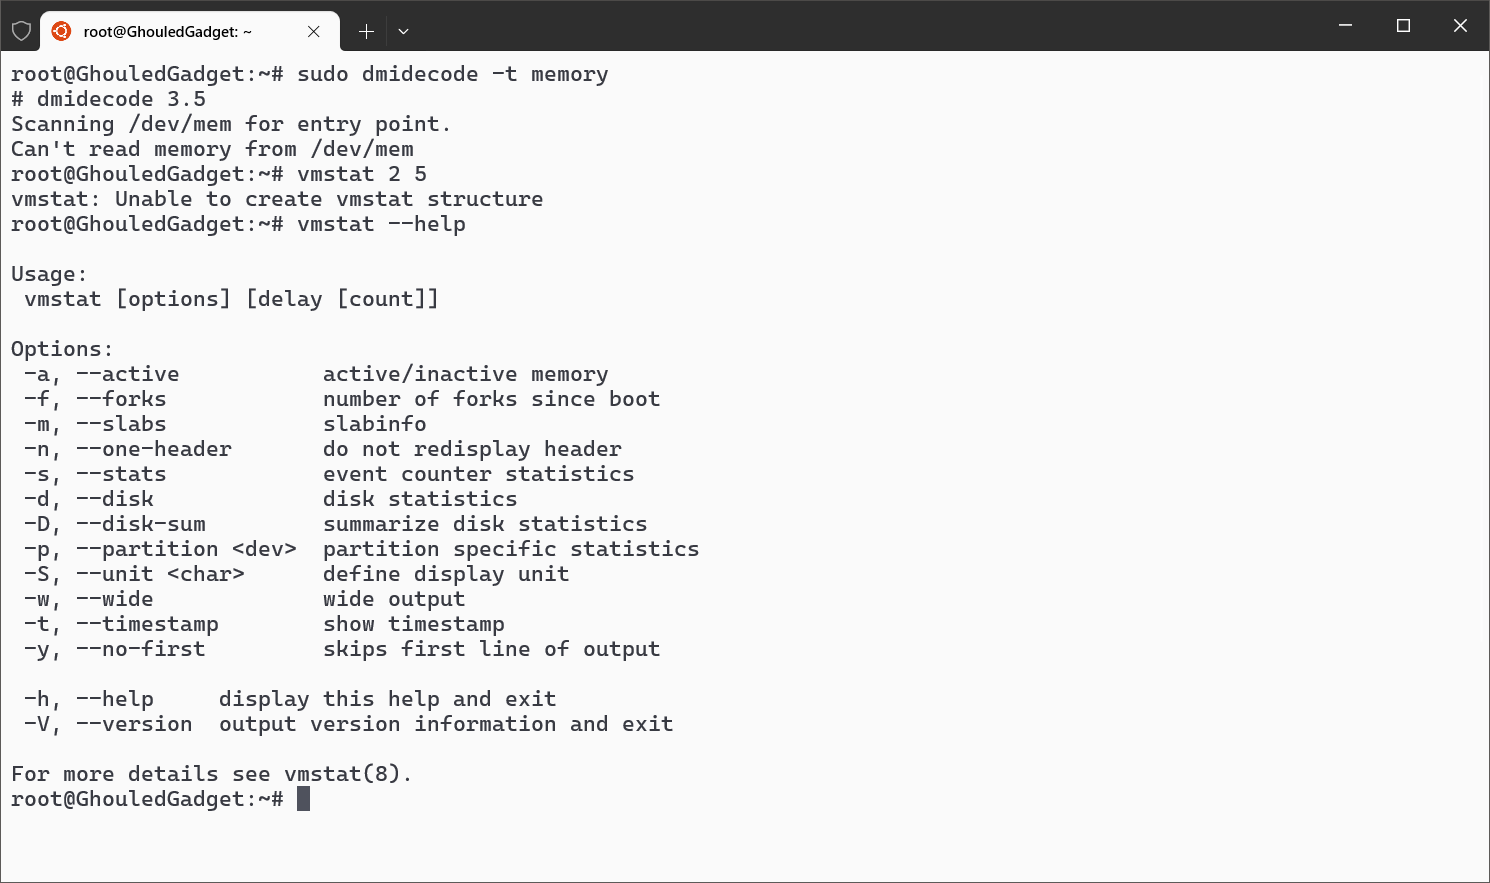 root@GhouledGadget: ~
root@GhouledGadget:~# sudo dmidecode -t memory
# dmidecode 3.5
Scanning /dev/mem for entry point.
Can't read memory from /dev/mem
root@GhouledGadget:~# vmstat 2 5
vmstat: Unable to create vmstat structure
root@GhouledGadget:~# vmstat --help

Usage:
 vmstat [options] [delay [count]]

Options:
 -a, --active           active/inactive memory
 -f, --forks            number of forks since boot
 -m, --slabs            slabinfo
 -n, --one-header       do not redisplay header
 -s, --stats            event counter statistics
 -d, --disk             disk statistics
 -D, --disk-sum         summarize disk statistics
 -p, --partition <dev>  partition specific statistics
 -S, --unit <char>      define display unit
 -w, --wide             wide output
 -t, --timestamp        show timestamp
 -y, --no-first         skips first line of output

 -h, --help     display this help and exit
 -V, --version  output version information and exit

For more details see vmstat(8).
root@GhouledGadget:~#